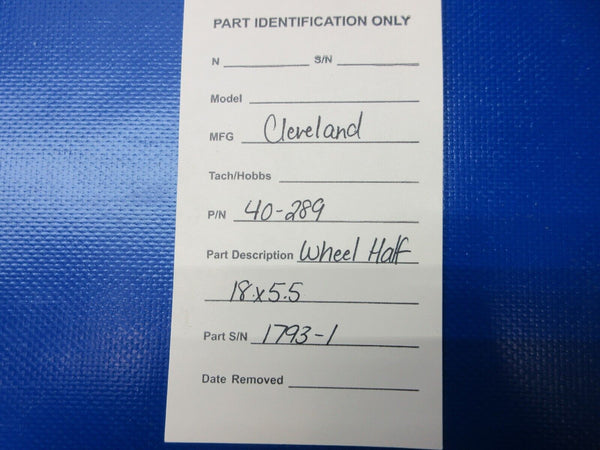 PART IDENTIFICATION ONLY
N S/N
Model
MFG Cleveland
Tach/Hobbs
P/N 40-289
Part Description Wheel Half
18x5.5
Part S/N 1793-1
Date Removed